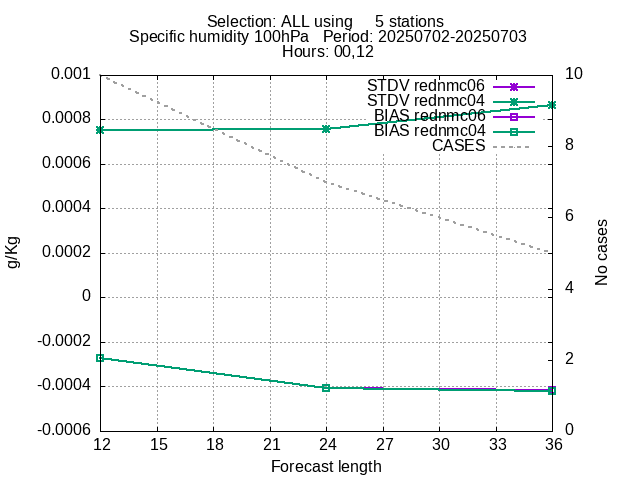 Selection: ALL using     5 stations
Specific humidity 100hPa   Period: 20250702-20250703
Hours: 00,12
STDV rednmc06
STDV rednmc04
BIAS rednmc06
BIAS rednmc04
CASES
0.001
0.0008
0.0006
0.0004
0.0002
0
-0.0002
-0.0004
-0.0006
g/Kg
10
8
6
4
2
0
No cases
12 15 18 21 24 27 30 33 36
Forecast length